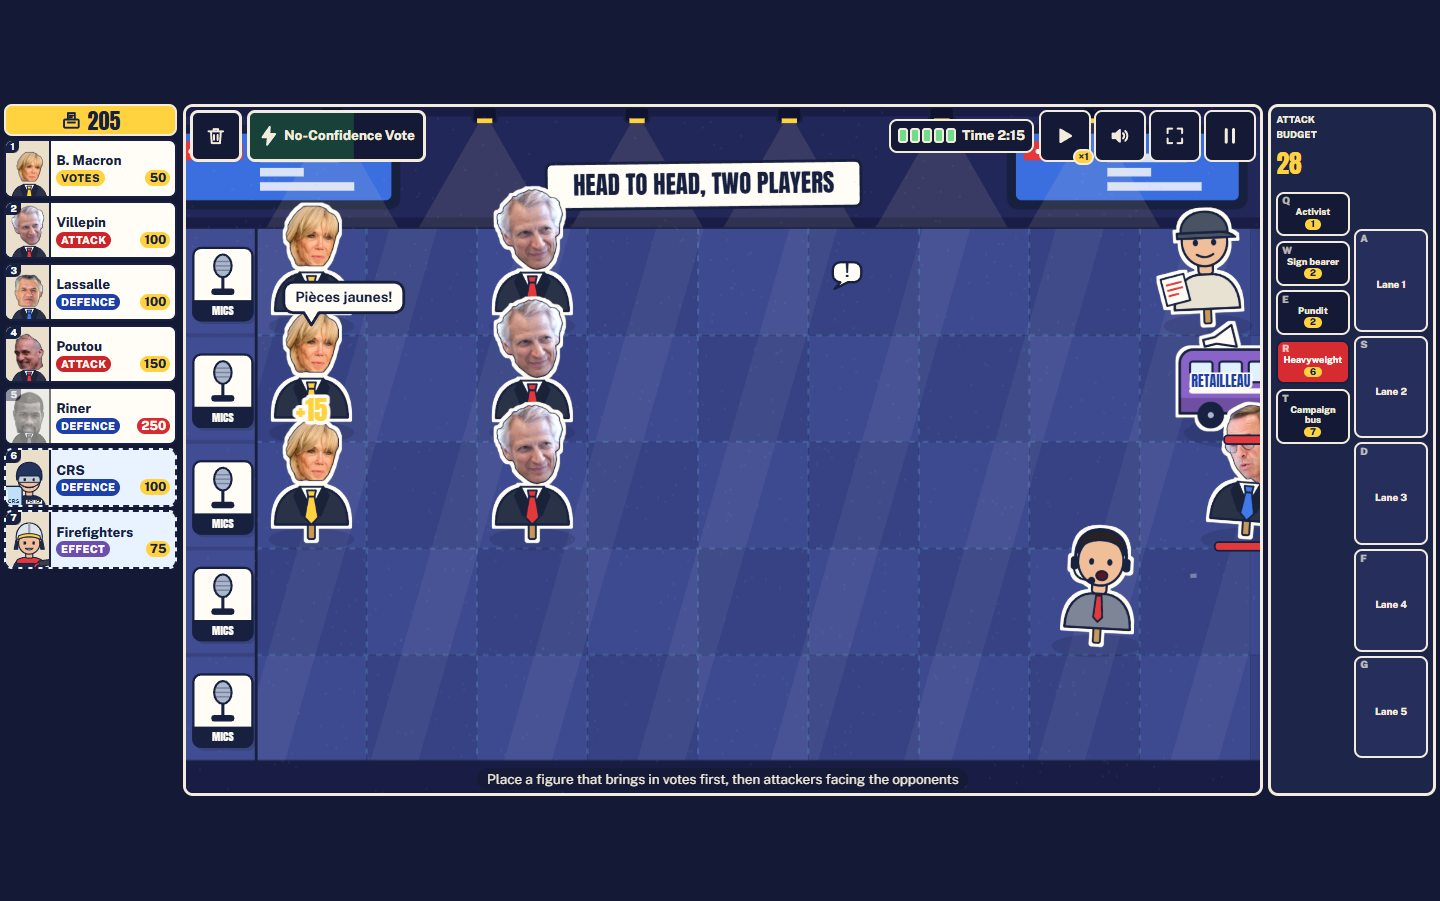 205
1
B. Macron
VOTES 50
2
Villepin
ATTACK 100
3
Lassalle
DEFENCE 100
4
Poutou
ATTACK 150
5
Riner
DEFENCE 250
6
CRS
DEFENCE 100
7
Firefighters
EFFECT 75
No-Confidence Vote
Time 2:15
×1
HEAD TO HEAD, TWO PLAYERS
!
Pièces jaunes!
+15
MICS
MICS
MICS
MICS
MICS
RETAILLEAU
Place a figure that brings in votes first, then attackers facing the opponents
ATTACK
BUDGET
28
Q
Activist
1
W
Sign bearer
2
E
Pundit
2
R
Heavyweight
6
T
Campaign
bus
7
A
Lane 1
S
Lane 2
D
Lane 3
F
Lane 4
G
Lane 5